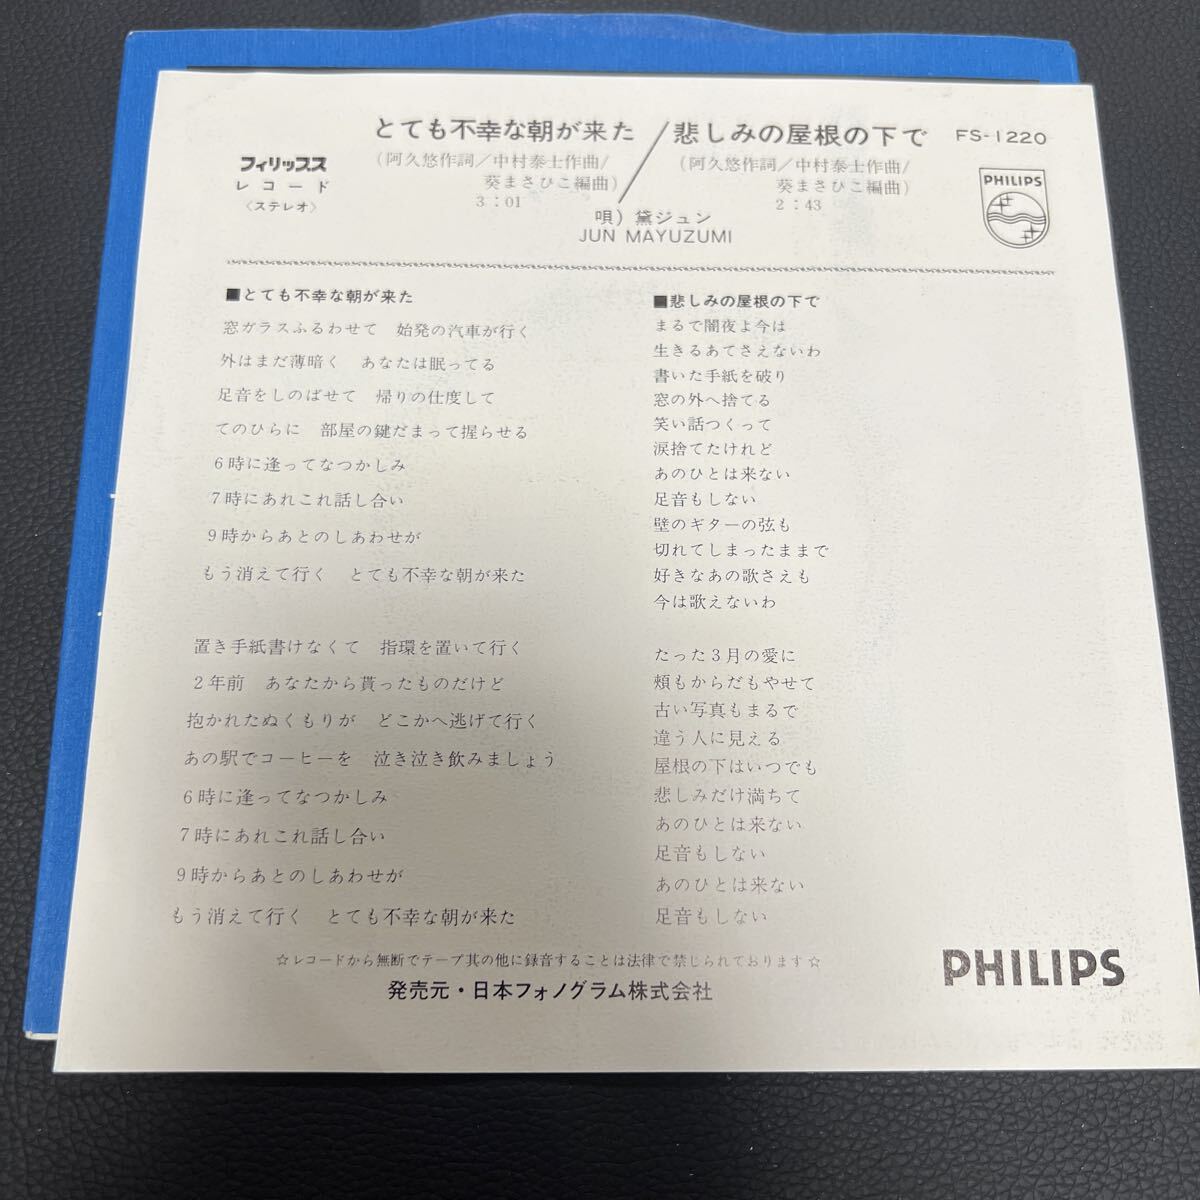 とても不幸な朝が来た／悲しみの屋根の下で FS-1220
フィリップス
レコード
〈ステレオ〉
(阿久悠作詞／中村泰士作曲/
葵まさひこ編曲)
3：01
(阿久悠作詞／中村泰士作曲/
葵まさひこ編曲)
2：43
唄）黛ジュン
JUN MAYUZUMI
PHILIPS
■とても不幸な朝が来た
窓ガラスふるわせて　始発の汽車が行く
外はまだ薄暗く　あなたは眠ってる
足音をしのばせて　帰りの仕度して
てのひらに　部屋の鍵だまって握らせる
6時に逢ってなつかしみ
7時にあれこれ話し合い
9時からあとのしあわせが
もう消えて行く　とても不幸な朝が来た
置き手紙書けなくて　指環を置いて行く
2年前　あなたから貰ったものだけど
抱かれたぬくもりが　どこかへ逃げて行く
あの駅でコーヒーを　泣き泣き飲みましょう
6時に逢ってなつかしみ
7時にあれこれ話し合い
9時からあとのしあわせが
もう消えて行く　とても不幸な朝が来た
■悲しみの屋根の下で
まるで闇夜よ今は
生きるあてさえないわ
書いた手紙を破り
窓の外へ捨てる
笑い話つくって
涙捨てたけれど
あのひとは来ない
足音もしない
壁のギターの弦も
切れてしまったままで
好きなあの歌さえも
今は歌えないわ
たった3月の愛に
頬もからだもやせて
古い写真もまるで
違う人に見える
屋根の下はいつでも
悲しみだけ満ちて
あのひとは来ない
足音もしない
あのひとは来ない
足音もしない
☆レコードから無断でテープ其の他に録音することは法律で禁じられております☆
発売元・日本フォノグラム株式会社
PHILIPS